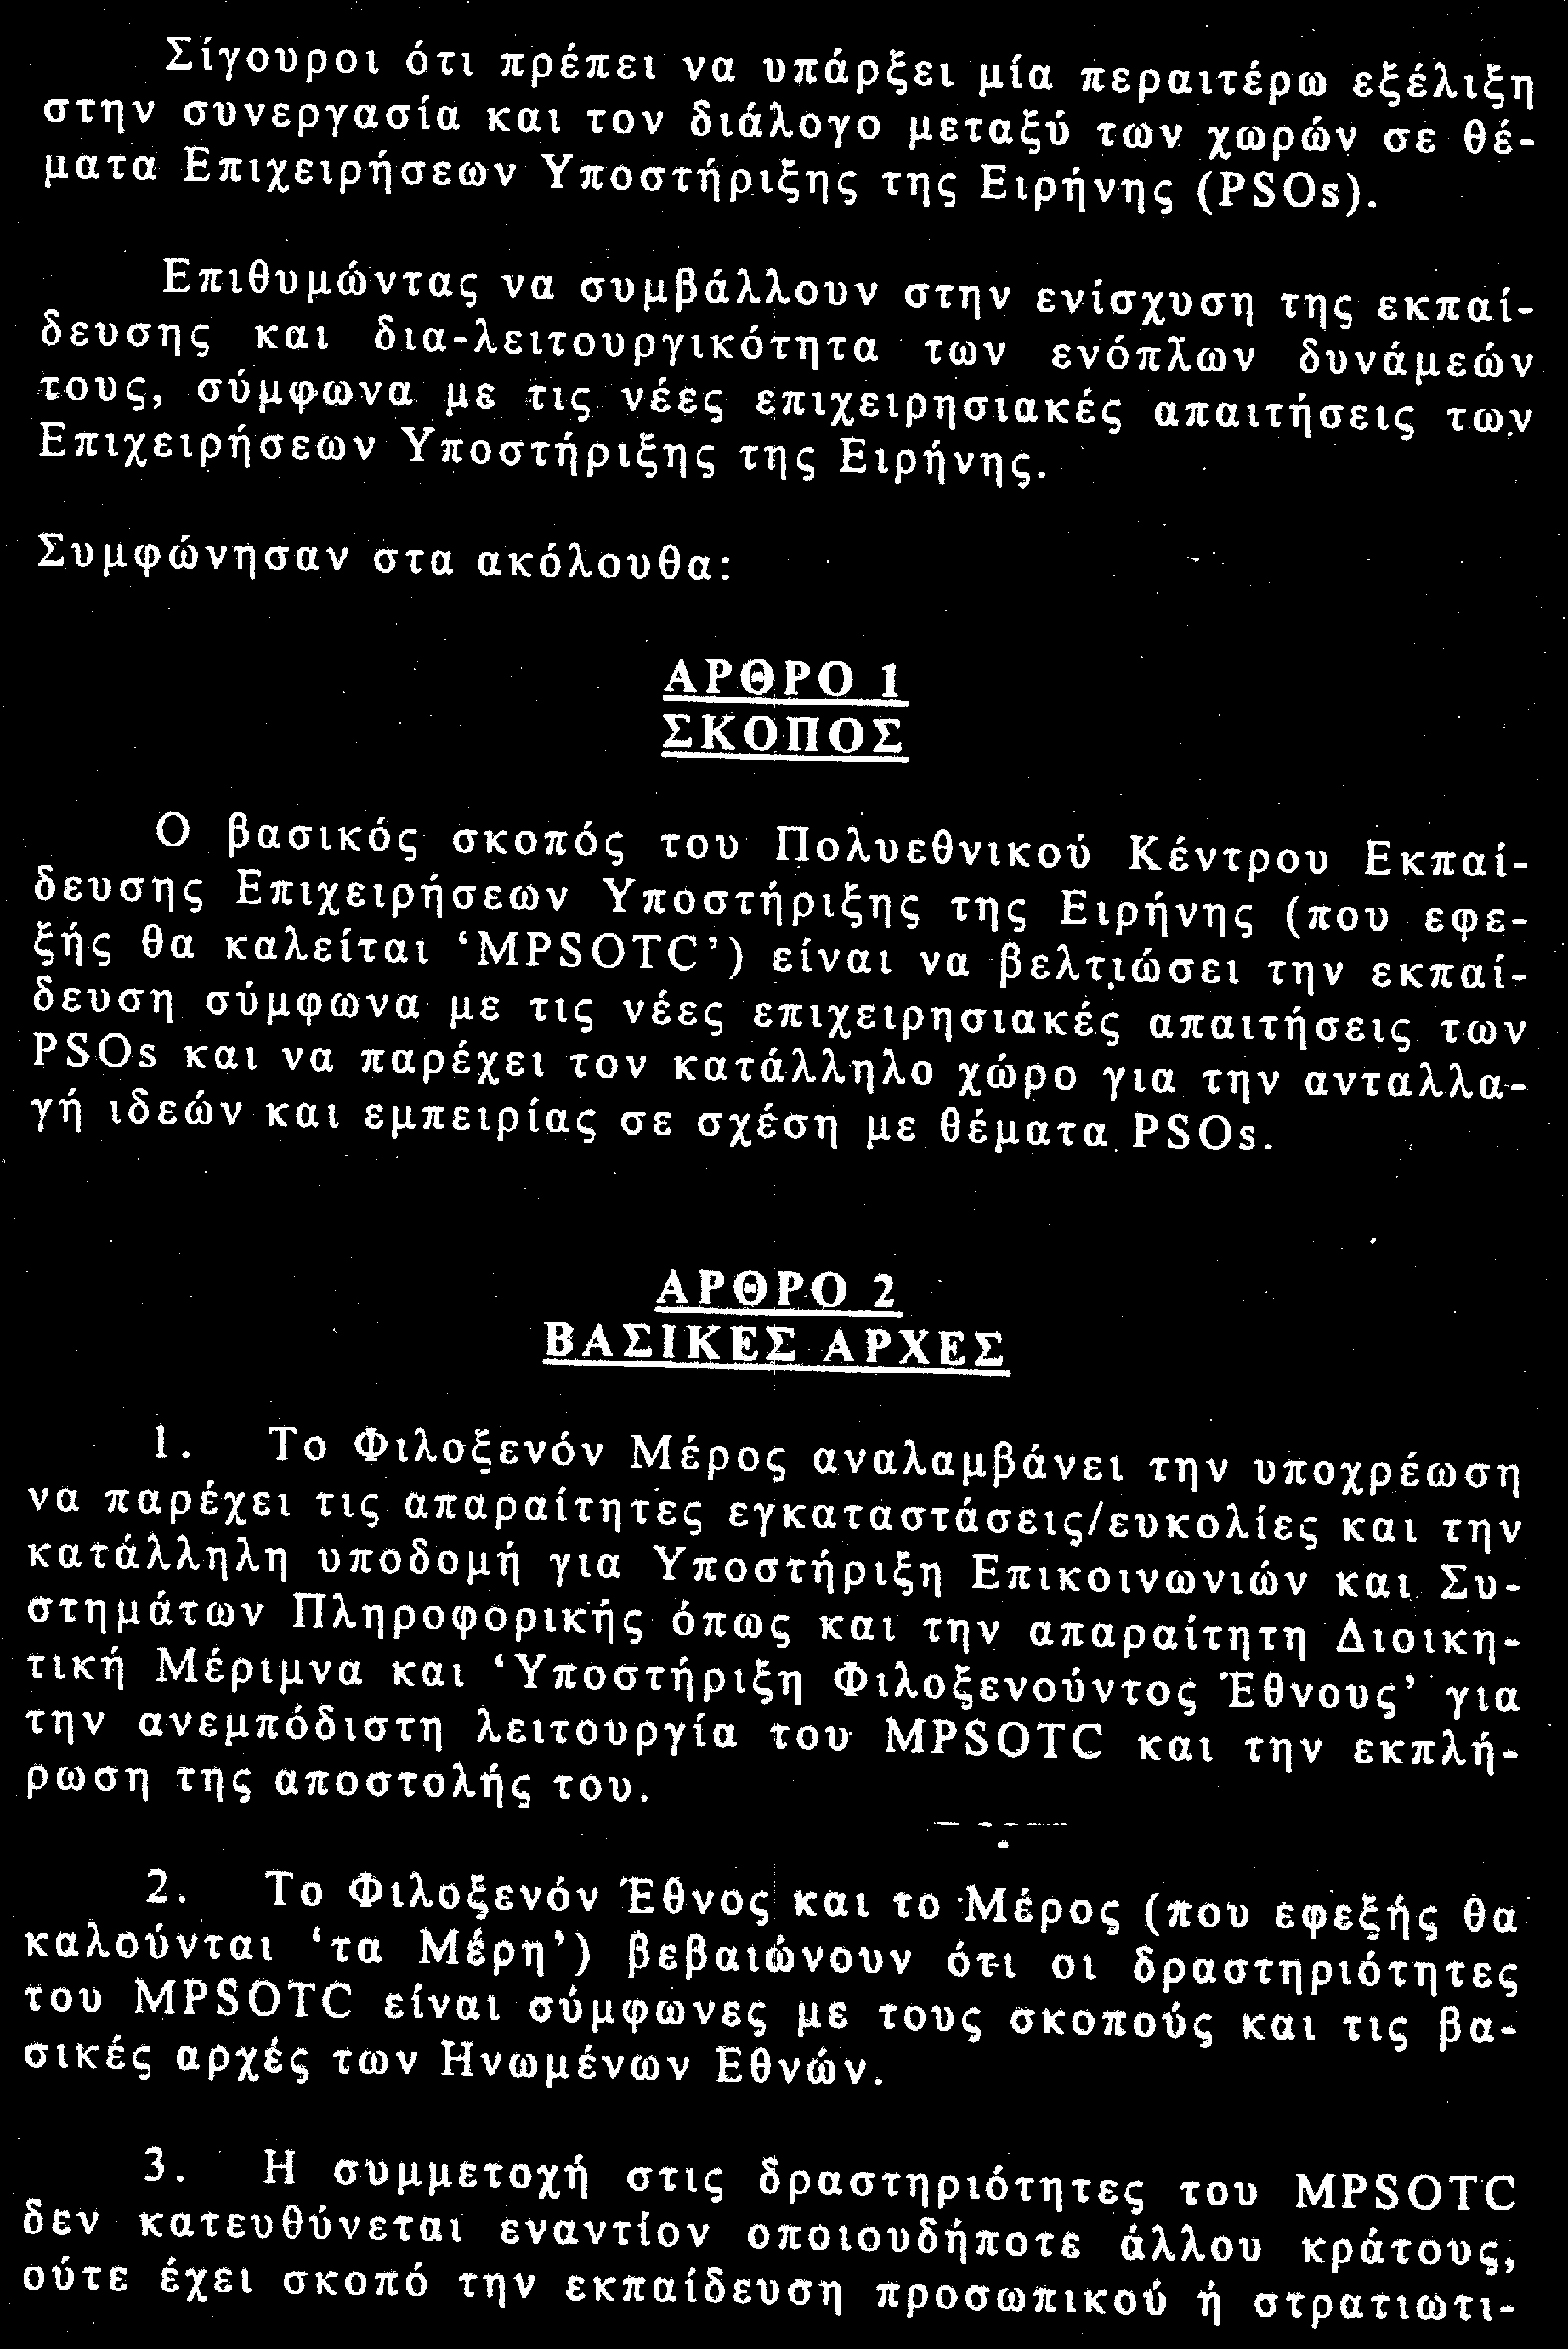 Σίγουροι ότι πρέπει να υπάρξει μία περαιτέρω εξέλιξη
στην συνεργασία και τον διάλογο μεταξύ των χωρών σε θέ-
ματα Επιχειρήσεων Υποστήριξης της Ειρήνης (PSOs).
Επιθυμώντας να συμβάλλουν στην ενίσχυση της εκπαί-
δευσης και δια-λειτουργικότητα των ενόπλων δυνάμεών
τους, σύμφωνα με τις νέες επιχειρησιακές απαιτήσεις των
Επιχειρήσεων Υποστήριξης της Ειρήνης.
Συμφώνησαν στα ακόλουθα:
ΑΡΘΡΟ 1
ΣΚΟΠΟΣ
Ο βασικός σκοπός του Πολυεθνικού Κέντρου Εκπαί-
δευσης Επιχειρήσεων Υποστήριξης της Ειρήνης (που εφε-
ξής θα καλείται ‘MPSOTC’) είναι να βελτιώσει την εκπαί-
δευση σύμφωνα με τις νέες επιχειρησιακές απαιτήσεις των
PSOs και να παρέχει τον κατάλληλο χώρο για την ανταλλα-
γή ιδεών και εμπειρίας σε σχέση με θέματα PSOs.
ΑΡΘΡΟ 2
ΒΑΣΙΚΕΣ ΑΡΧΕΣ
1. Το Φιλοξενόν Μέρος αναλαμβάνει την υποχρέωση
να παρέχει τις απαραίτητες εγκαταστάσεις/ευκολίες και την
κατάλληλη υποδομή για Υποστήριξη Επικοινωνιών και Συ-
στημάτων Πληροφορικής όπως και την απαραίτητη Διοικη-
τική Μέριμνα και ‘Υποστήριξη Φιλοξενούντος Έθνους’ για
την ανεμπόδιστη λειτουργία του MPSOTC και την εκπλή-
ρωση της αποστολής του.
2. Το Φιλοξενόν Έθνος και το Μέρος (που εφεξής θα
καλούνται ‘τα Μέρη’) βεβαιώνουν ότι οι δραστηριότητες
του MPSOTC είναι σύμφωνες με τους σκοπούς και τις βα-
σικές αρχές των Ηνωμένων Εθνών.
3. Η συμμετοχή στις δραστηριότητες του MPSOTC
δεν κατευθύνεται εναντίον οποιουδήποτε άλλου κράτους,
ούτε έχει σκοπό την εκπαίδευση προσωπικού ή στρατιωτι-